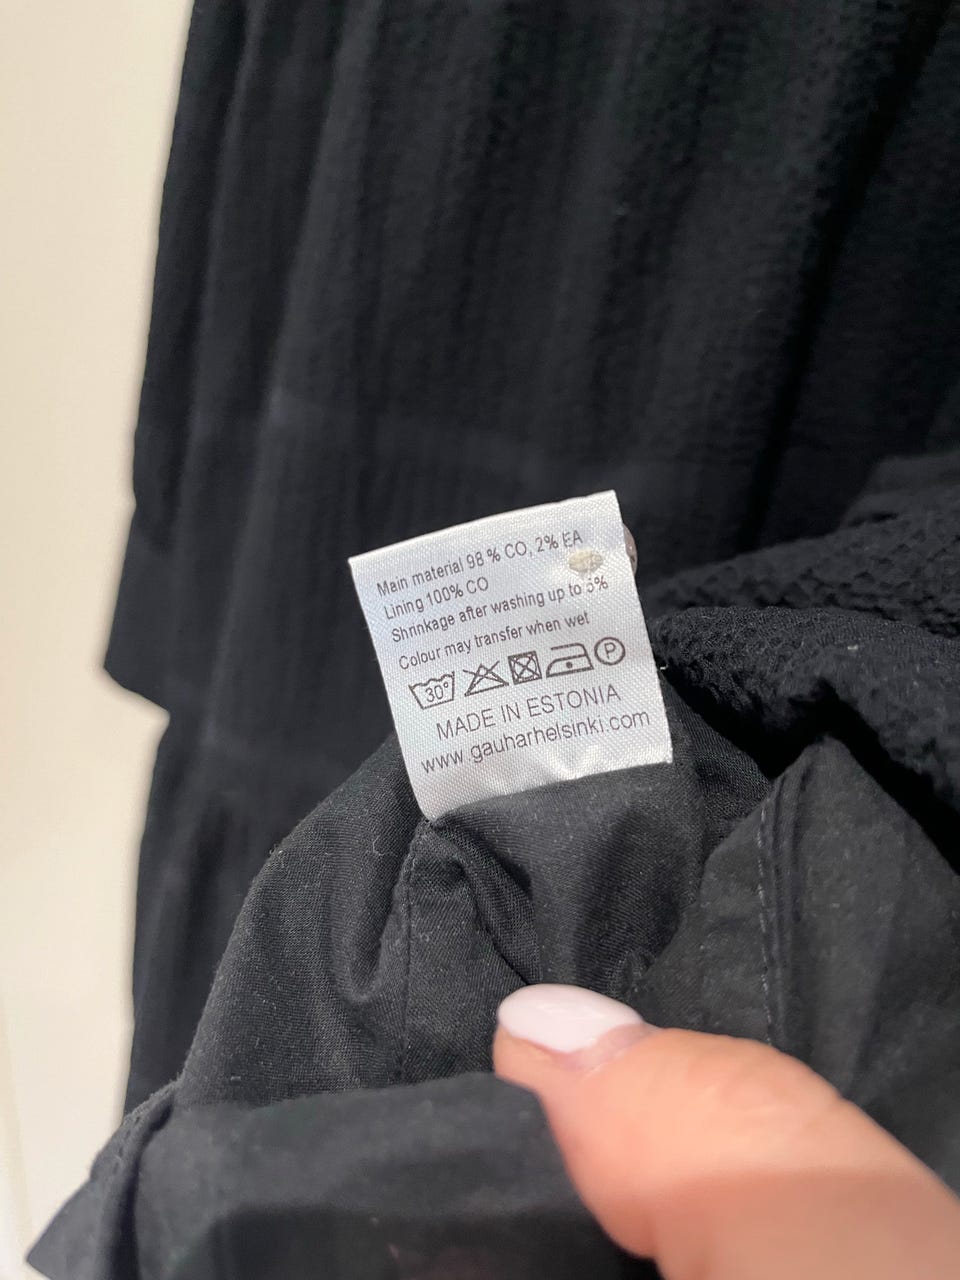 Main material 98 % CO, 2% EA
Lining 100% CO
Shrinkage after washing up to 5%
Colour may transfer when wet
30° P
MADE IN ESTONIA
www.gauharhelsinki.com